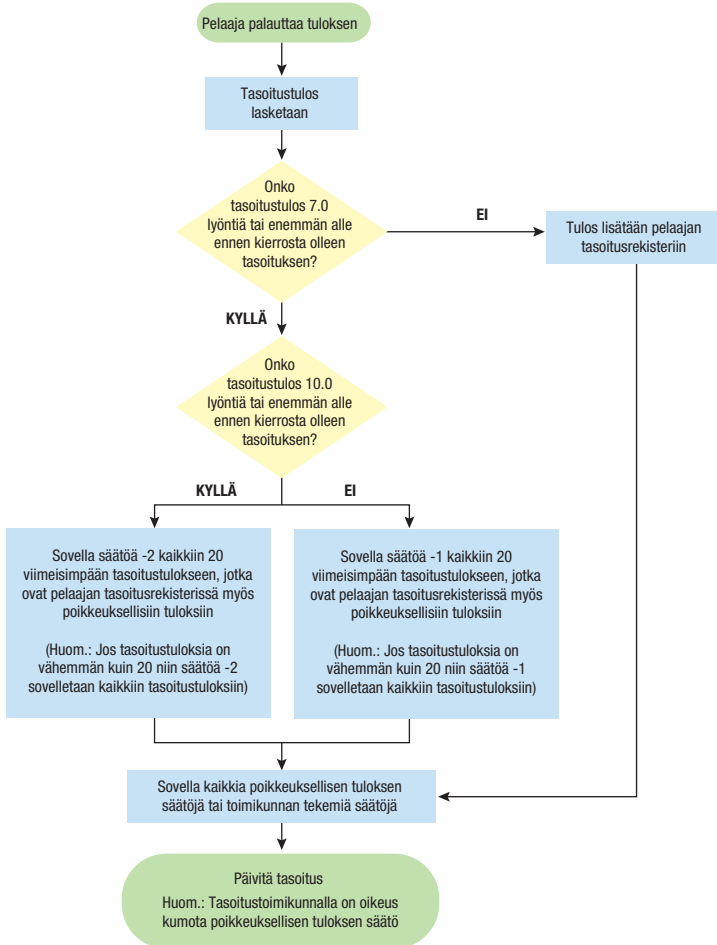 Pelaaja palauttaa tuloksen
Tasoitustulos
lasketaan
Onko
tasoitustulos 7.0
lyöntiä tai enemmän alle
ennen kierrosta olleen
tasoituksen?
EI
Tulos lisätään pelaajan
tasoitusrekisteriin
KYLLÄ
Onko
tasoitustulos 10.0
lyöntiä tai enemmän alle
ennen kierrosta olleen
tasoituksen?
KYLLÄ
EI
Sovella säätöä -2 kaikkiin 20
viimeisimpään tasoitustulokseen, jotka
ovat pelaajan tasoitusrekisterissä myös
poikkeuksellisiin tuloksiin
(Huom.: Jos tasoitustuloksia on
vähemmän kuin 20 niin säätöä -2
sovelletaan kaikkiin tasoitustuloksiin)
Sovella säätöä -1 kaikkiin 20
viimeisimpään tasoitustulokseen, jotka
ovat pelaajan tasoitusrekisterissä myös
poikkeuksellisiin tuloksiin
(Huom.: Jos tasoitustuloksia on
vähemmän kuin 20 niin säätöä -1
sovelletaan kaikkiin tasoitustuloksiin)
Sovella kaikkia poikkeuksellisen tuloksen
säätöjä tai toimikunnan tekemiä säätöjä
Päivitä tasoitus
Huom.: Tasoitustoimikunnalla on oikeus
kumota poikkeuksellisen tuloksen säätö